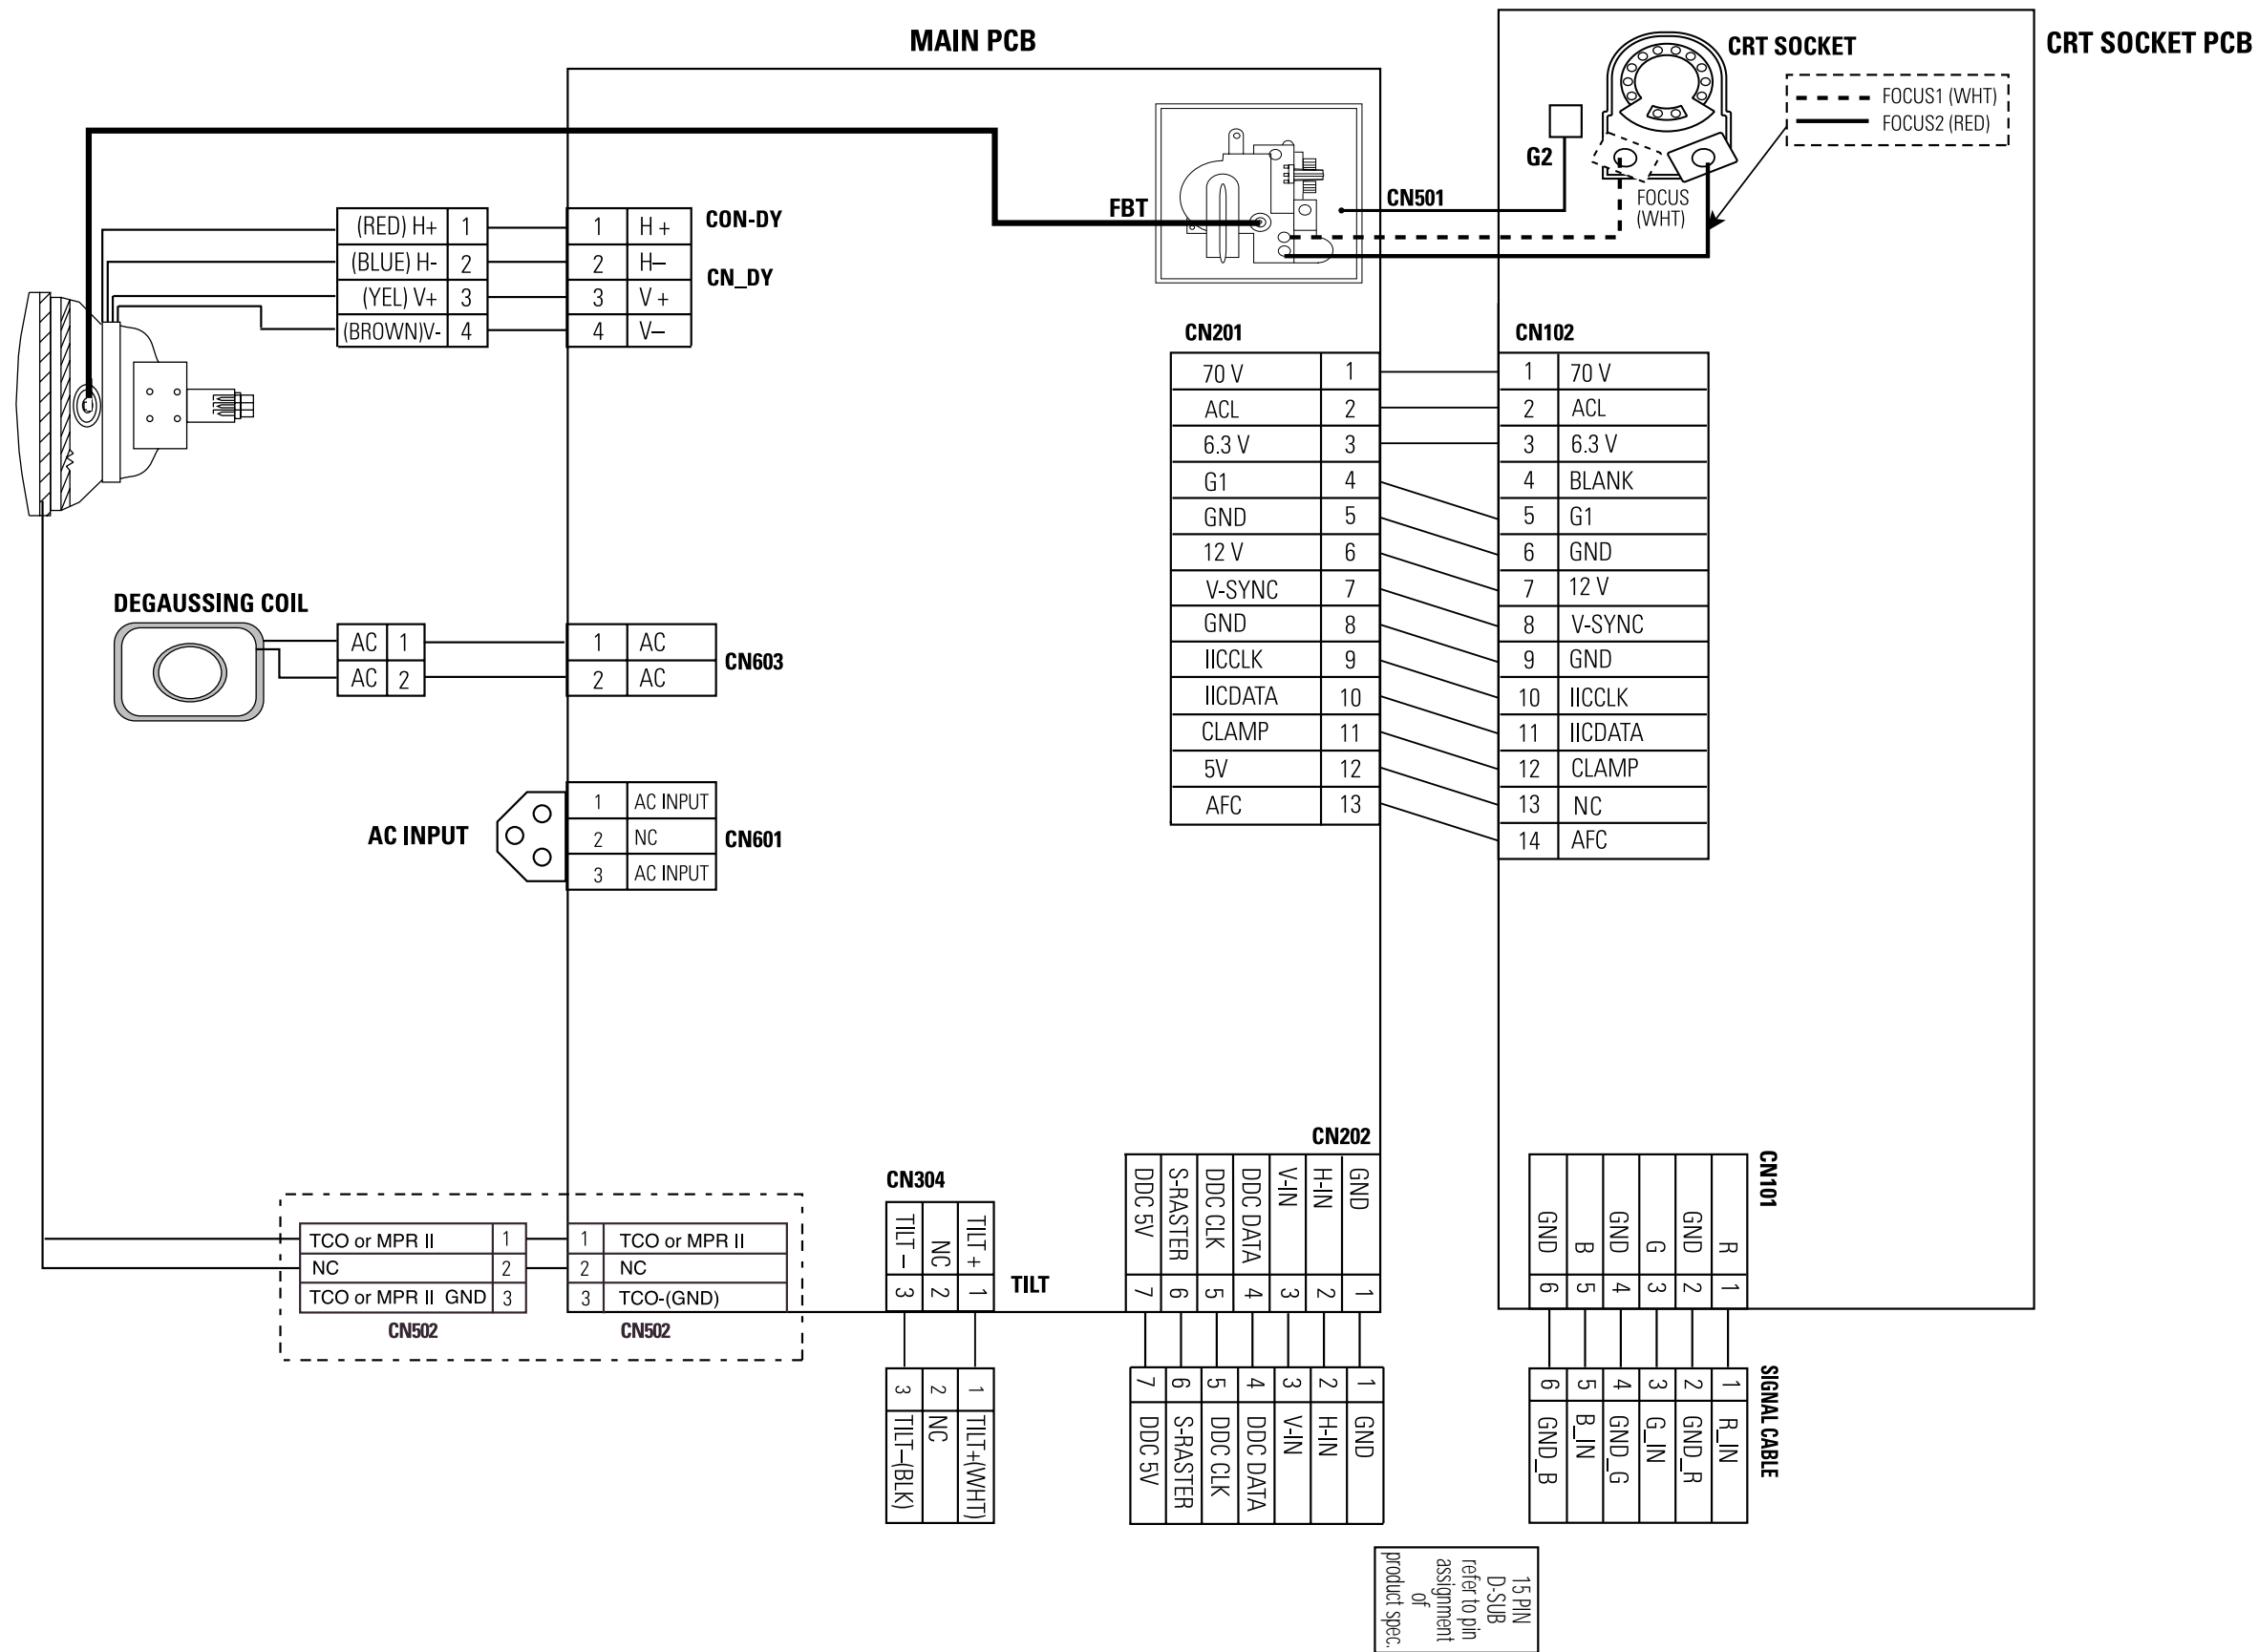 MAIN PCB
CRT SOCKET PCB
CRT SOCKET
FOCUS1 (WHT)
FOCUS2 (RED)
G2
FOCUS
(WHT)
FBT
CN501
(RED) H+ 1
(BLUE) H- 2
(YEL) V+ 3
(BROWN)V- 4
1 H +
2 H–
3 V +
4 V–
CON-DY
CN_DY
CN201
70 V 1
ACL 2
6.3 V 3
G1 4
GND 5
12 V 6
V-SYNC 7
GND 8
IICCLK 9
IICDATA 10
CLAMP 11
5V 12
AFC 13
CN102
1 70 V
2 ACL
3 6.3 V
4 BLANK
5 G1
6 GND
7 12 V
8 V-SYNC
9 GND
10 IICCLK
11 IICDATA
12 CLAMP
13 NC
14 AFC
DEGAUSSING COIL
AC 1
AC 2
1 AC
2 AC
CN603
AC INPUT
1 AC INPUT
2 NC
3 AC INPUT
CN601
TCO or MPR II 1
NC 2
TCO or MPR II GND 3
CN502
1 TCO or MPR II
2 NC
3 TCO-(GND)
CN502
CN304
TILT + 1
NC 2
TILT – 3
TILT
1 TILT+(WHT)
2 NC
3 TILT–(BLK)
CN202
GND 1
H-IN 2
V-IN 3
DDC DATA 4
DDC CLK 5
S-RASTER 6
DDC 5V 7
1 GND
2 H-IN
3 V-IN
4 DDC DATA
5 DDC CLK
6 S-RASTER
7 DDC 5V
CN101
R 1
GND 2
G 3
GND 4
B 5
GND 6
SIGNAL CABLE
1 R_IN
2 GND_R
3 G_IN
4 GND_G
5 B_IN
6 GND_B
15 PIN
D-SUB
refer to pin
assignment
of
product spec.